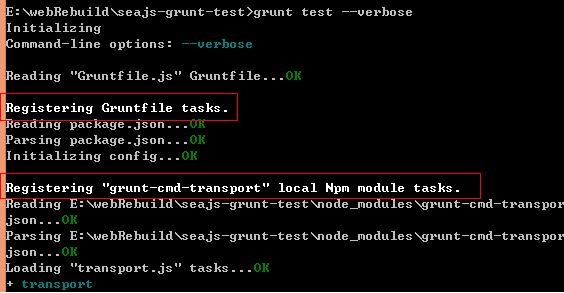 E:\webRebuild\seajs-grunt-test>grunt test --verbose
Initializing
Command-line options: --verbose
Reading "Gruntfile.js" Gruntfile...OK
Registering Gruntfile tasks.
Reading package.json...OK
Parsing package.json...OK
Initializing config...OK
Registering "grunt-cmd-transport" local Npm module tasks.
Reading E:\webRebuild\seajs-grunt-test\node_modules\grunt-cmd-transpor
json...OK
Parsing E:\webRebuild\seajs-grunt-test\node_modules\grunt-cmd-transpor
json...OK
Loading "transport.js" tasks...OK
+ transport